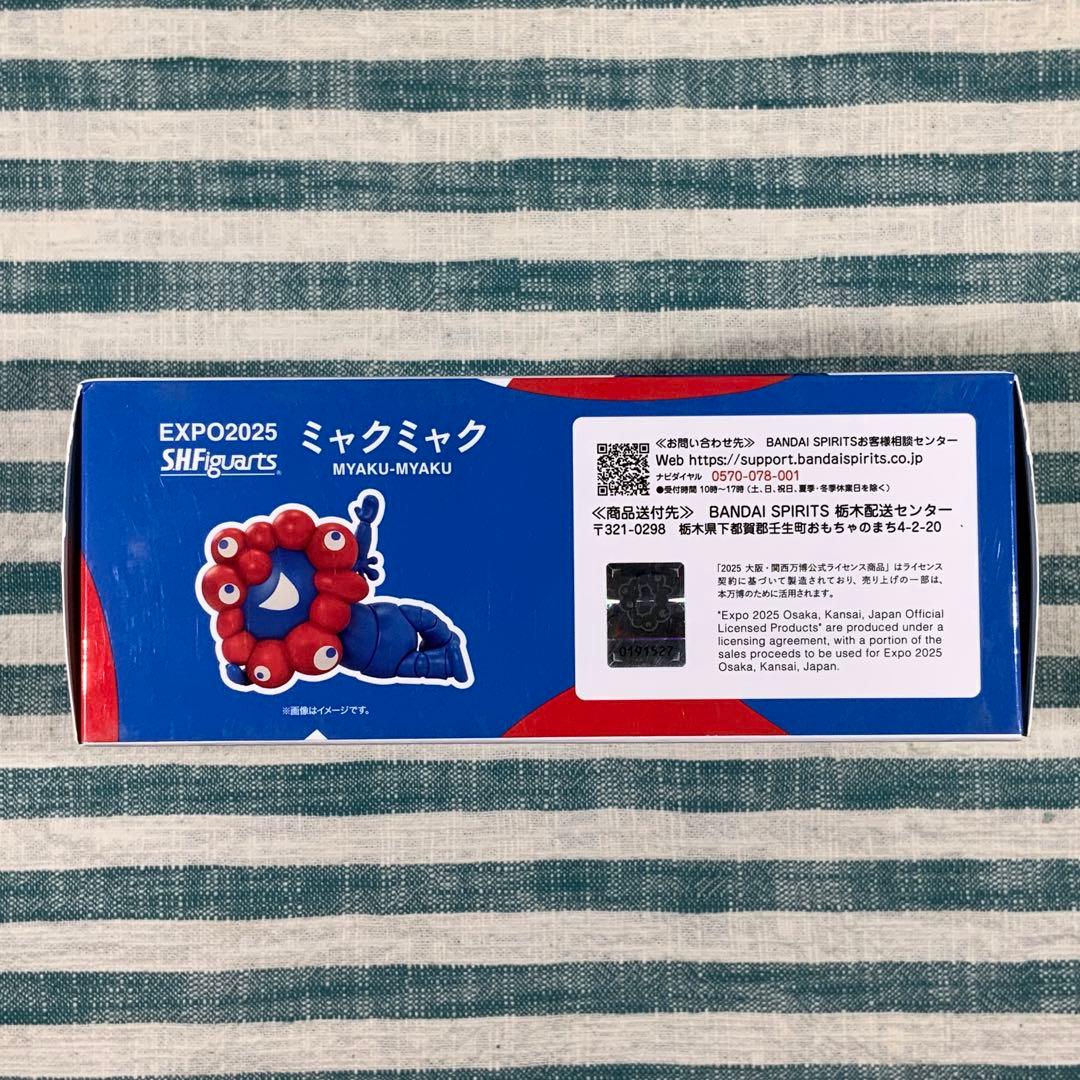 EXPO2025
S.H.Figuarts
ミャクミャク
MYAKU-MYAKU
※画像はイメージです。
≪お問い合わせ先≫ BANDAI SPIRITSお客様相談センター
Web https://support.bandaispirits.co.jp
ナビダイヤル 0570-078-001
●受付時間 10時〜17時 (土、日、祝日、夏季・冬季休業日を除く)
≪商品送付先≫ BANDAI SPIRITS 栃木配送センター
〒321-0298 栃木県下都賀郡壬生町おもちゃのまち4-2-20
「2025 大阪・関西万博公式ライセンス商品」はライセンス
契約に基づいて製造されており、売り上げの一部は、
本万博のために活用されます。
"Expo 2025 Osaka, Kansai, Japan Official
Licensed Products" are produced under a
licensing agreement, with a portion of the
sales proceeds to be used for Expo 2025
Osaka, Kansai, Japan.
0191527